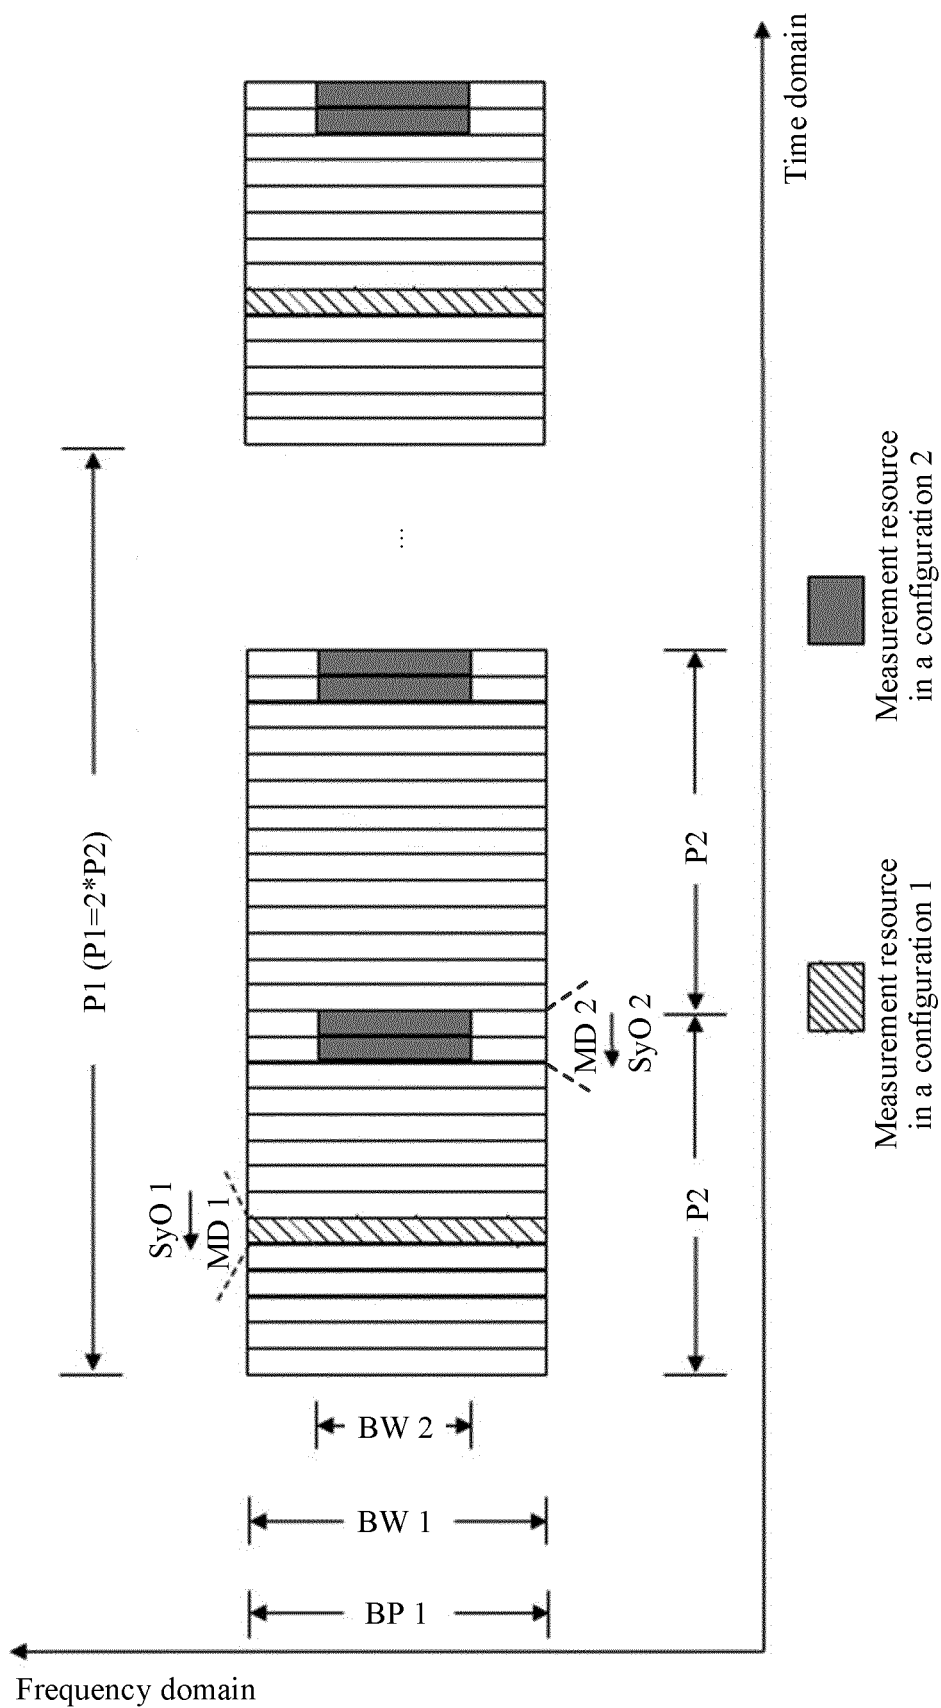 Time domain
P1 (P1=2*P2)
...
SyO 1
MD 1
MD 2
SyO 2
P2
P2
BW 2
BW 1
BP 1
Frequency domain
Measurement resource
in a configuration 2
Measurement resource
in a configuration 1